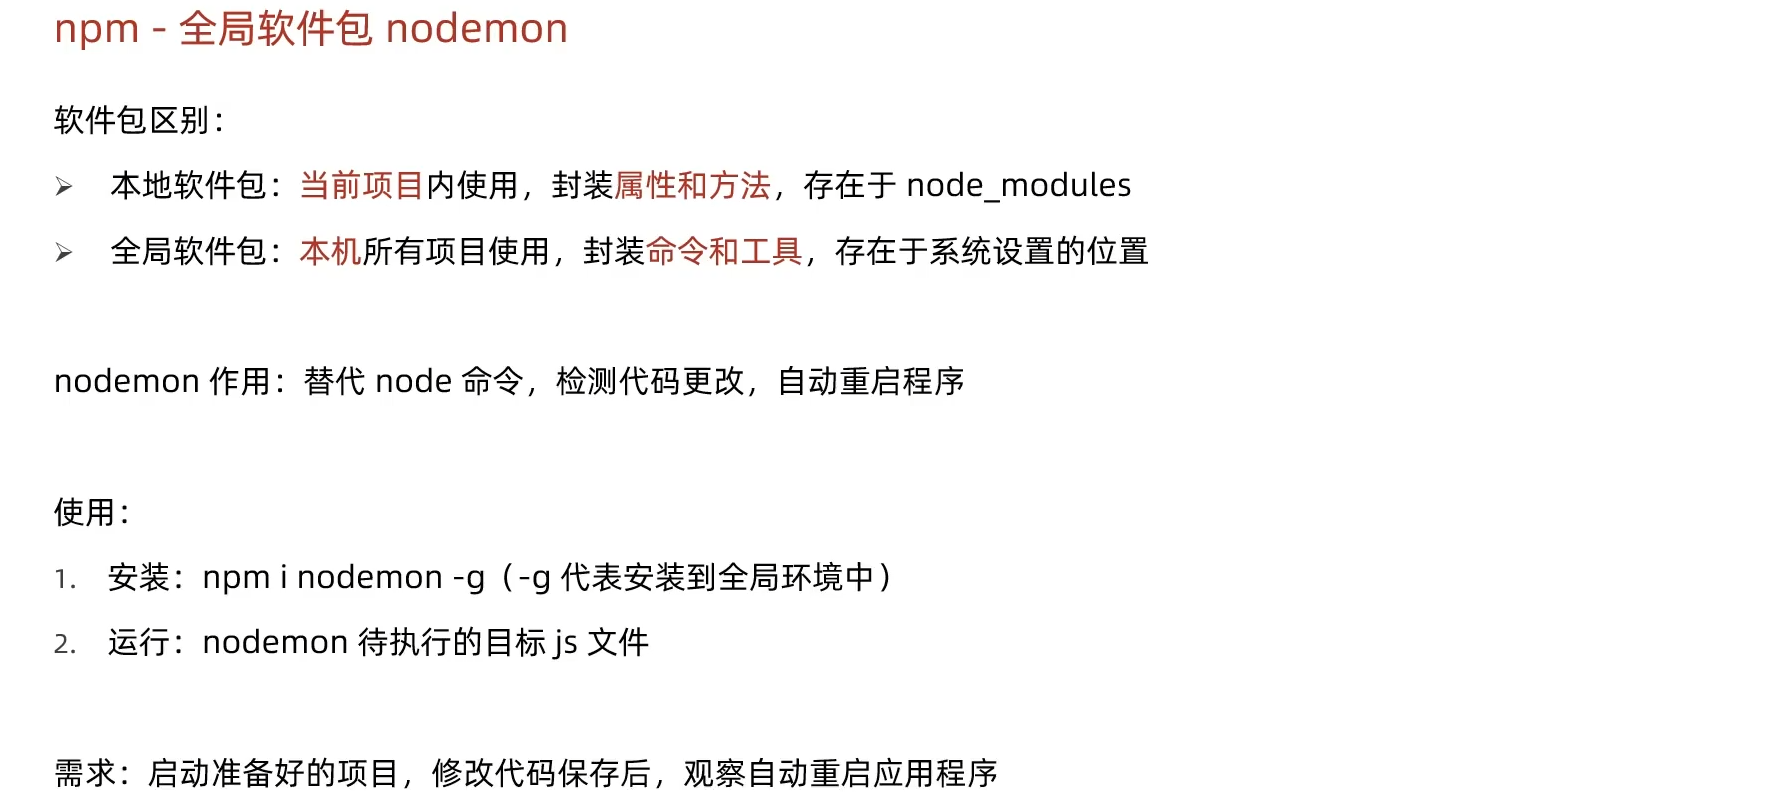 npm - 全局软件包 nodemon
软件包区别：
➢ 本地软件包：当前项目内使用，封装属性和方法，存在于 node_modules
➢ 全局软件包：本机所有项目使用，封装命令和工具，存在于系统设置的位置
nodemon 作用：替代 node 命令，检测代码更改，自动重启程序
使用：
1. 安装：npm i nodemon -g（-g 代表安装到全局环境中）
2. 运行：nodemon 待执行的目标 js 文件
需求：启动准备好的项目，修改代码保存后，观察自动重启应用程序